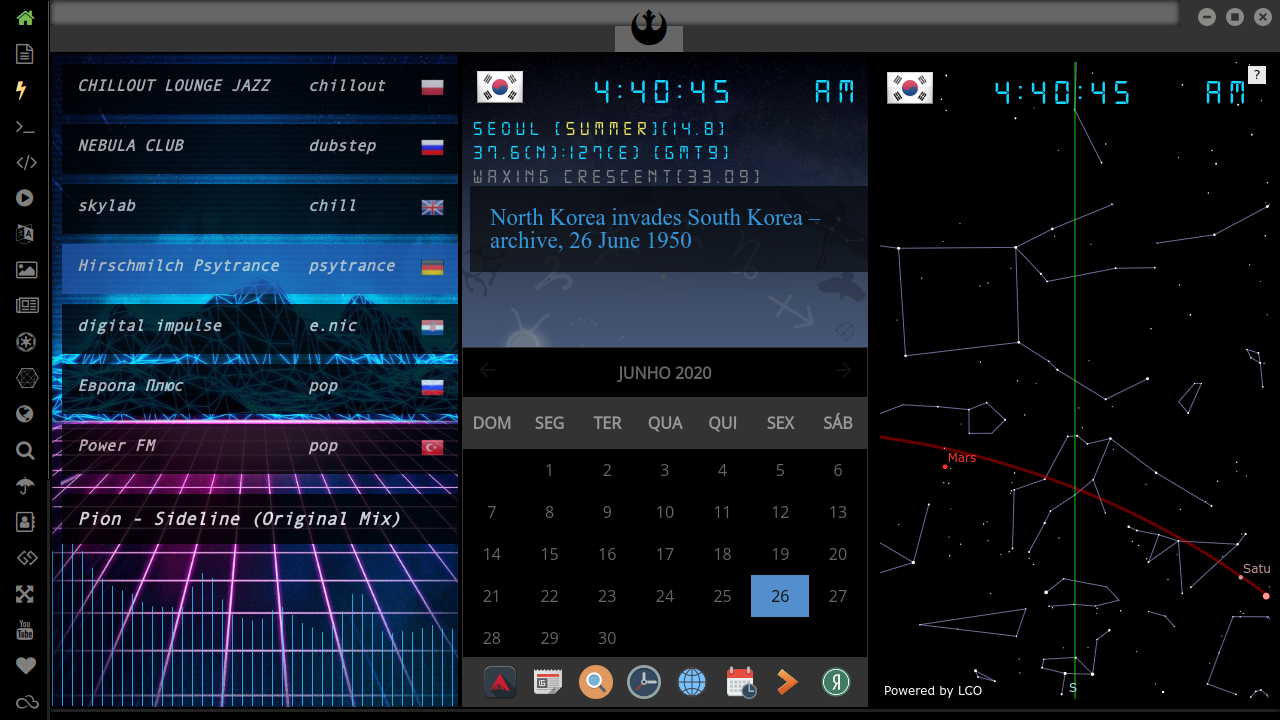 CHILLOUT LOUNGE JAZZ chillout
NEBULA CLUB dubstep
skylab chill
Hirschmilch Psytrance psytrance
digital impulse e.nic
Европа Плюс pop
Power FM pop
Pion - Sideline (Original Mix)
4:40:45 AM
SEOUL [SUMMER][14.8]
37.6(N):127(E) [GMT9]
WAXING CRESCENT[33.09]
North Korea invades South Korea –
archive, 26 June 1950
JUNHO 2020
DOM SEG TER QUA QUI SEX SÁB
1 2 3 4 5 6
7 8 9 10 11 12 13
14 15 16 17 18 19 20
21 22 23 24 25 26 27
28 29 30
4:40:45 AM
?
Mars
Satu
S
Powered by LCO
You
Tube